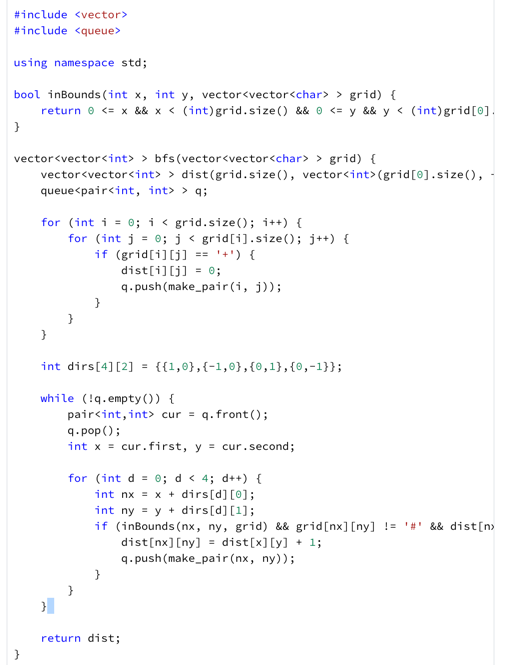 #include <vector>
#include <queue>

using namespace std;

bool inBounds(int x, int y, vector<vector<char> > grid) {
    return 0 <= x && x < (int)grid.size() && 0 <= y && y < (int)grid[0].
}

vector<vector<int> > bfs(vector<vector<char> > grid) {
    vector<vector<int> > dist(grid.size(), vector<int>(grid[0].size(), -
    queue<pair<int, int> > q;

    for (int i = 0; i < grid.size(); i++) {
        for (int j = 0; j < grid[i].size(); j++) {
            if (grid[i][j] == '+') {
                dist[i][j] = 0;
                q.push(make_pair(i, j));
            }
        }
    }

    int dirs[4][2] = {{1,0},{-1,0},{0,1},{0,-1}};

    while (!q.empty()) {
        pair<int,int> cur = q.front();
        q.pop();
        int x = cur.first, y = cur.second;

        for (int d = 0; d < 4; d++) {
            int nx = x + dirs[d][0];
            int ny = y + dirs[d][1];
            if (inBounds(nx, ny, grid) && grid[nx][ny] != '#' && dist[nx
                dist[nx][ny] = dist[x][y] + 1;
                q.push(make_pair(nx, ny));
            }
        }
    }

    return dist;
}